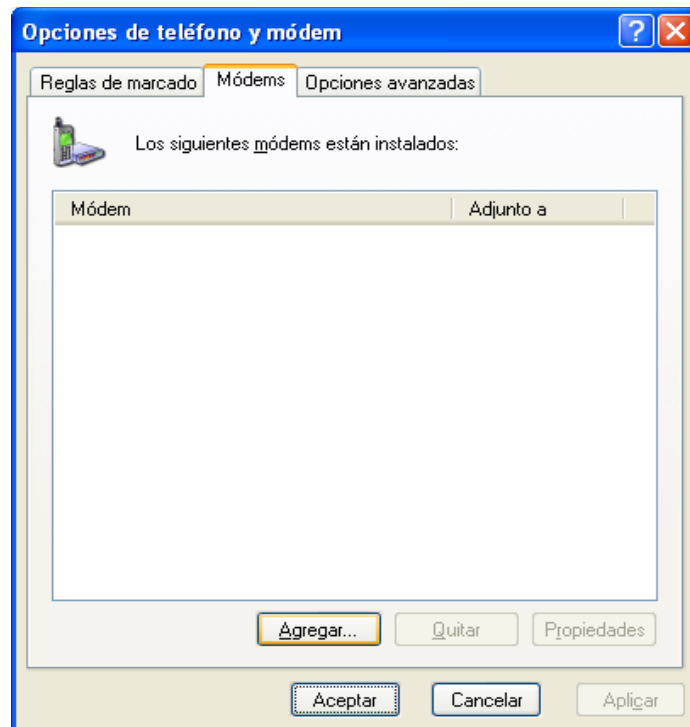 Opciones de teléfono y módem
Reglas de marcado Módems Opciones avanzadas
Los siguientes módems están instalados:
Módem Adjunto a
Agregar... Quitar Propiedades
Aceptar Cancelar Aplicar